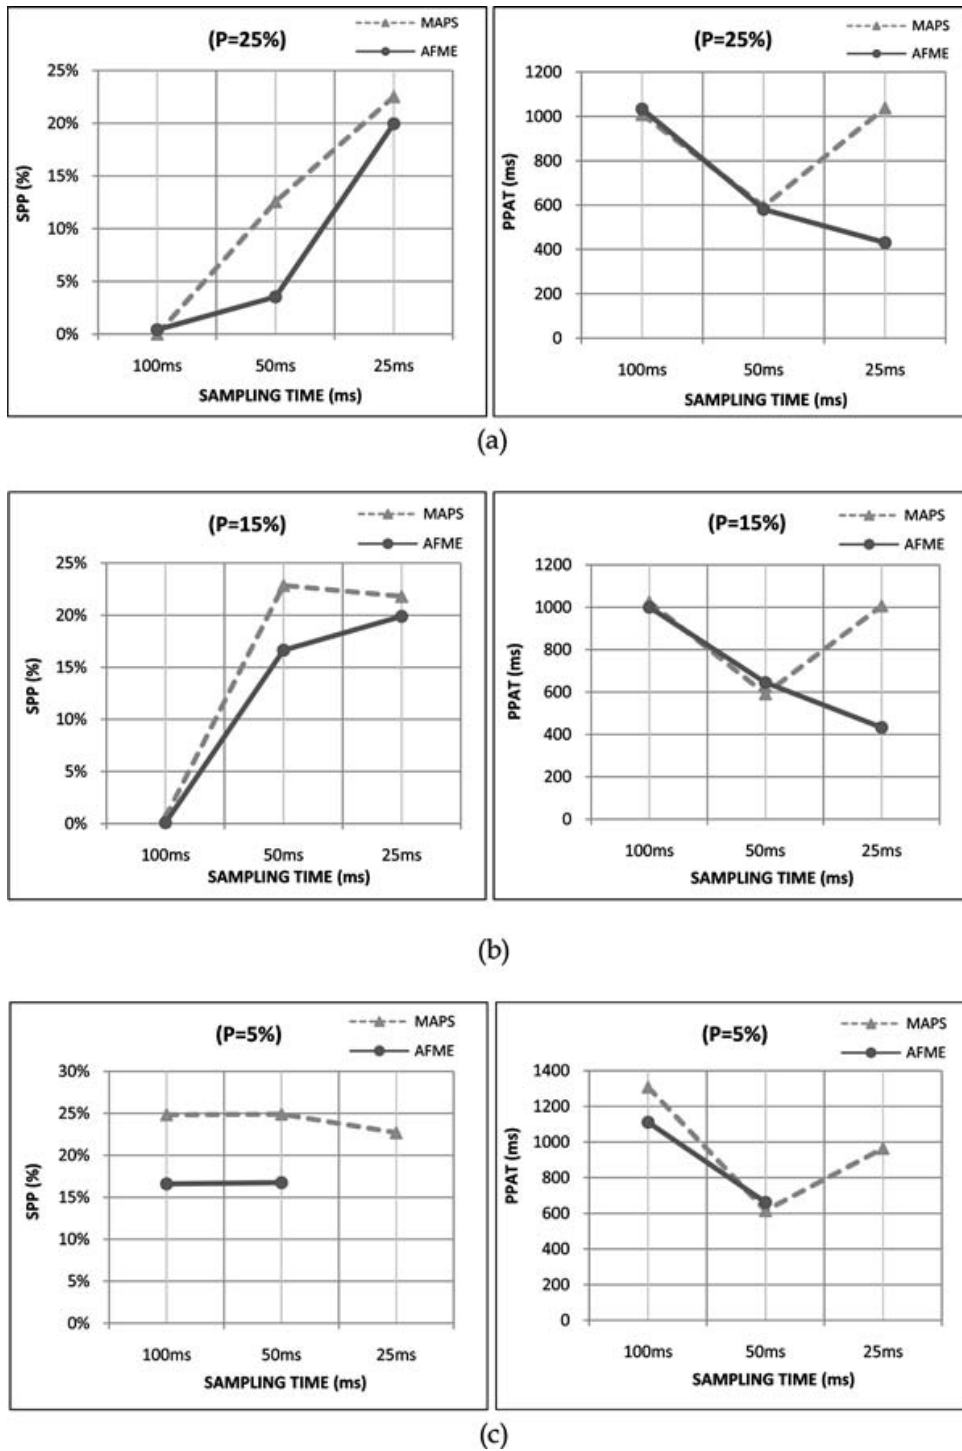 MAPS
AFME
(P=25%)
25%
20%
15%
10%
5%
0%
SPP (%)
100ms 50ms 25ms
SAMPLING TIME (ms)
MAPS
AFME
(P=25%)
1200
1000
800
600
400
200
0
PPAT (ms)
100ms 50ms 25ms
SAMPLING TIME (ms)
(a)
MAPS
AFME
(P=15%)
25%
20%
15%
10%
5%
0%
SPP (%)
100ms 50ms 25ms
SAMPLING TIME (ms)
MAPS
AFME
(P=15%)
1200
1000
800
600
400
200
0
PPAT (ms)
100ms 50ms 25ms
SAMPLING TIME (ms)
(b)
MAPS
AFME
(P=5%)
30%
25%
20%
15%
10%
5%
0%
SPP (%)
100ms 50ms 25ms
SAMPLING TIME (ms)
MAPS
AFME
(P=5%)
1400
1200
1000
800
600
400
200
0
PPAT (ms)
100ms 50ms 25ms
SAMPLING TIME (ms)
(c)